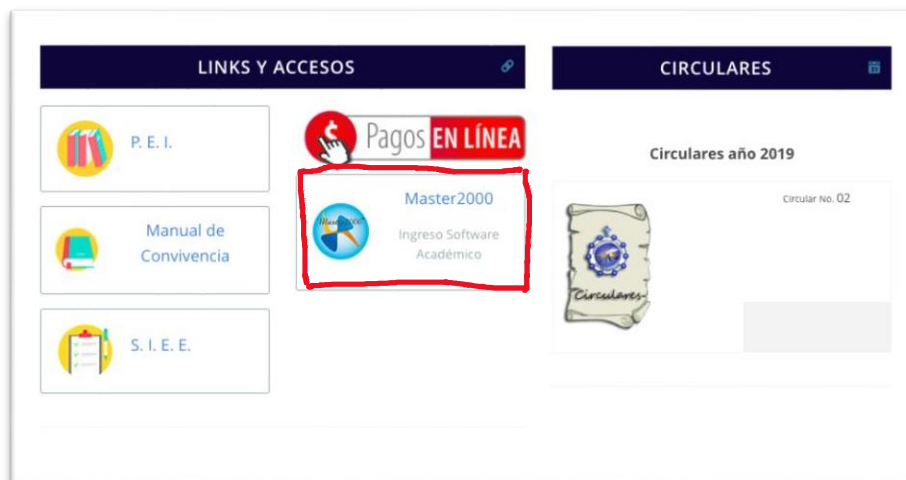 LINKS Y ACCESOS
P. E. I.
Manual de
Convivencia
S. I. E. E.
$
Pagos EN LÍNEA
Master2000
Master2000
Ingreso Software
Académico
CIRCULARES
Circulares año 2019
Circulares
Circular No. 02